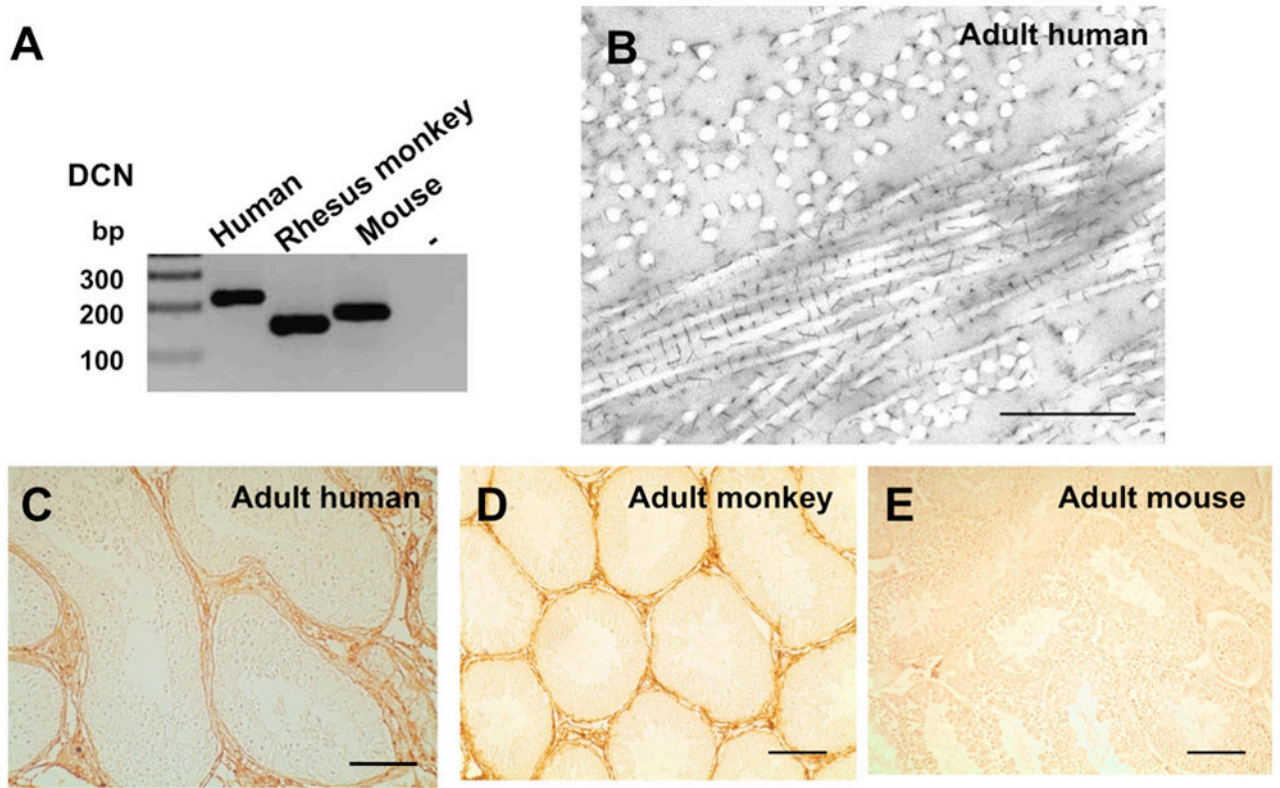 A
DCN
bp
Human
Rhesus monkey
Mouse
-
300
200
100
B
Adult human
C
Adult human
D
Adult monkey
E
Adult mouse